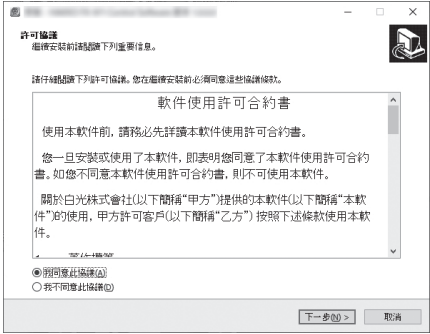 許可協議
繼續安裝前請閱讀下列重要信息。
請仔細閱讀下列許可協議。您在繼續安裝前必須同意這些協議條款。
軟件使用許可合約書
使用本軟件前, 請務必先詳讀本軟件使用許可合約書。
您一旦安裝或使用了本軟件, 即表明您同意了本軟件使用許可合約
書。如您不同意本軟件使用許可合約書, 則不可使用本軟件。
關於白光株式會社(以下簡稱“甲方”)提供的本軟件(以下簡稱“本軟
件”)的使用, 甲方許可客戶(以下簡稱“乙方”) 按照下述條款使用本軟
件。
我同意此協議(A)
我不同意此協議(D)
下一步(N) >
取消